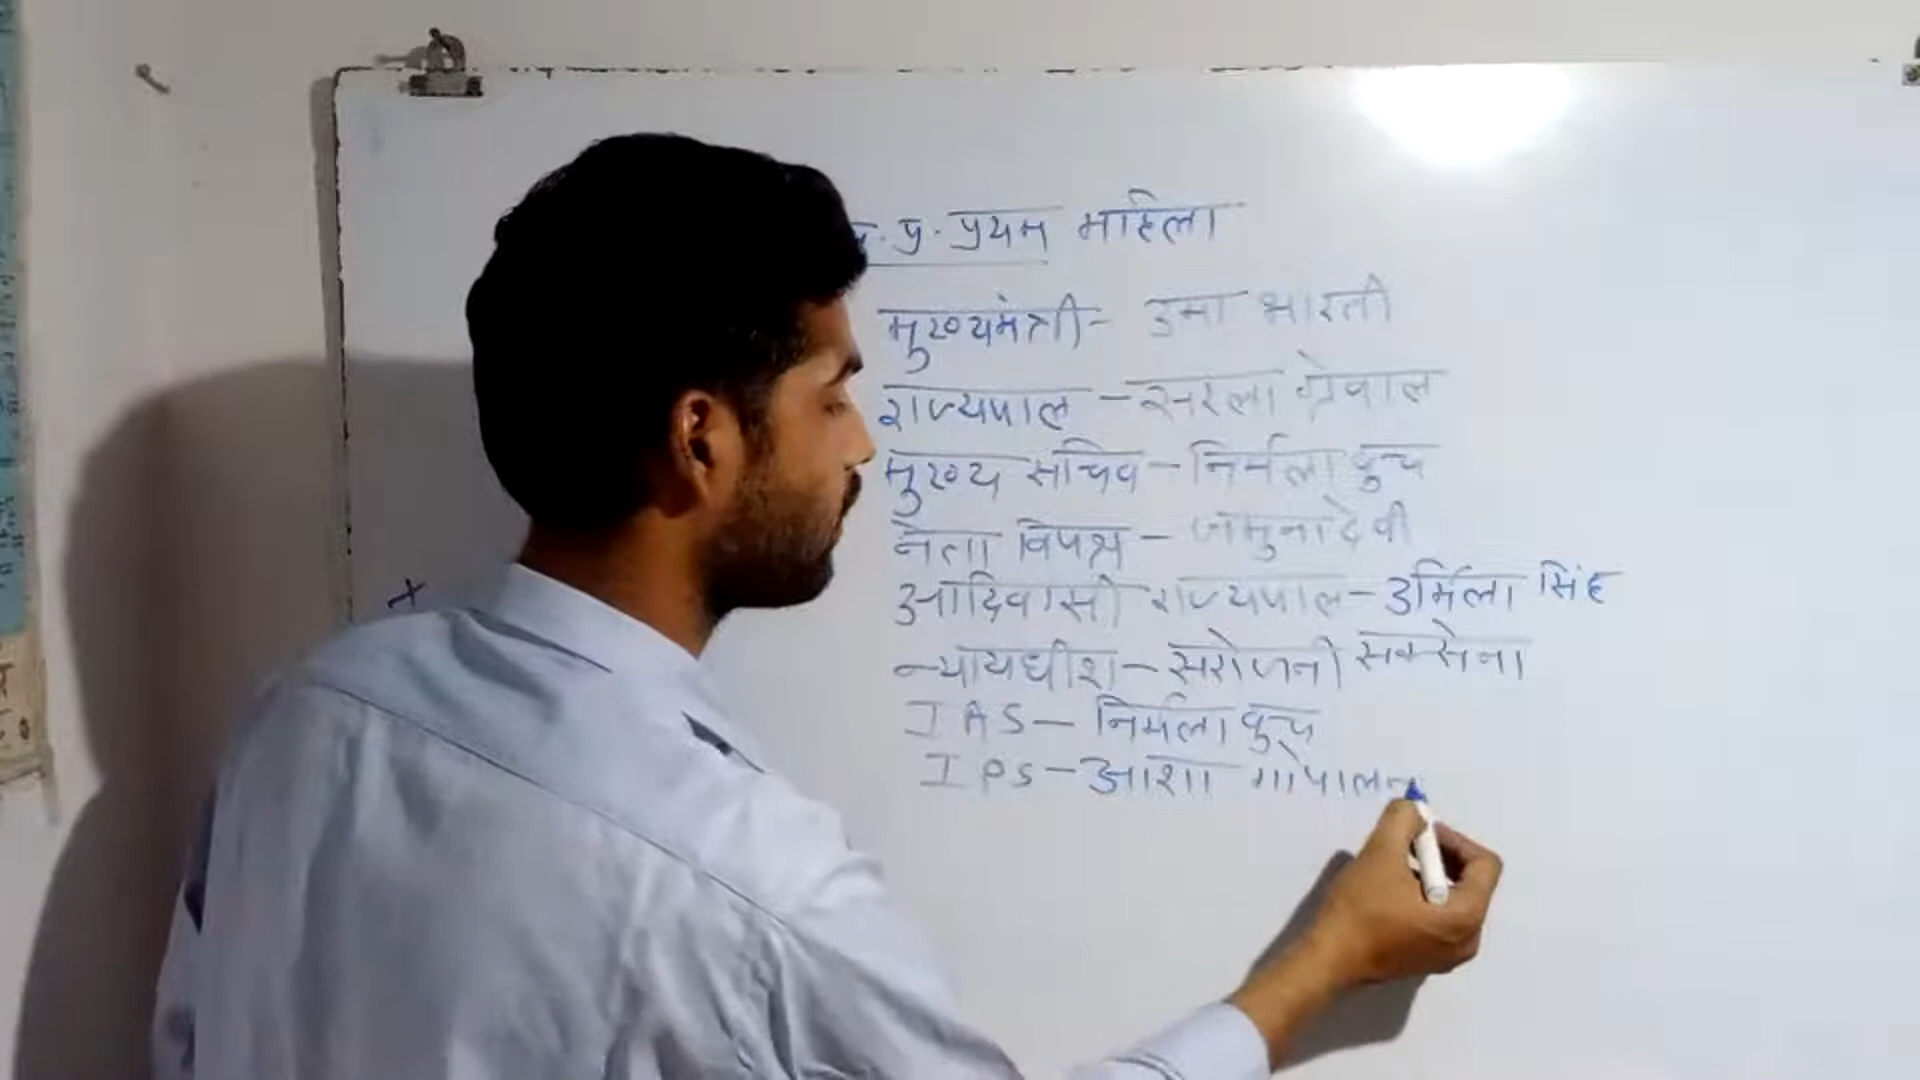 प्र. प्रथम महिला
मुख्यमंत्री - उमा भारती
राज्यपाल - सरला ग्रेवाल
मुख्य सचिव - निर्मला बुच
नेता विपक्ष - जमुना देवी
आदिवासी राज्यपाल - उर्मिला सिंह
न्यायधीश - सरोजनी सक्सेना
IAS - निर्मला बुच
IPS - आशा गोपालन